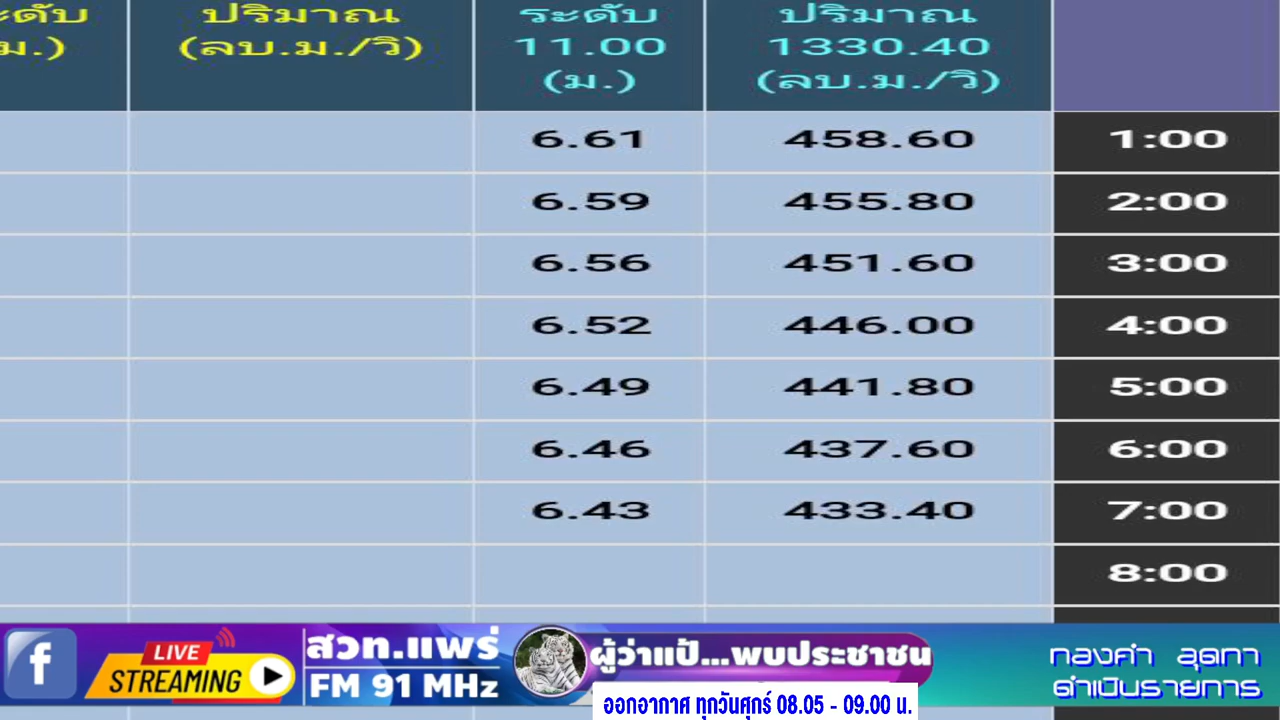 ระดับ ปริมาณ ระดับ ปริมาณ
ม.) (ลบ.ม./วิ) 11.00 1330.40
(ม.) (ลบ.ม./วิ)
6.61 458.60 1:00
6.59 455.80 2:00
6.56 451.60 3:00
6.52 446.00 4:00
6.49 441.80 5:00
6.46 437.60 6:00
6.43 433.40 7:00
8:00
f
LIVE
STREAMING
สวท.แพร่
FM 91 MHz
ผู้ว่าแป้...พบประชาชน
ออกอากาศ ทุกวันศุกร์ 08.05 - 09.00 น.
ทองคำ สุดทา
ดำเนินรายการ